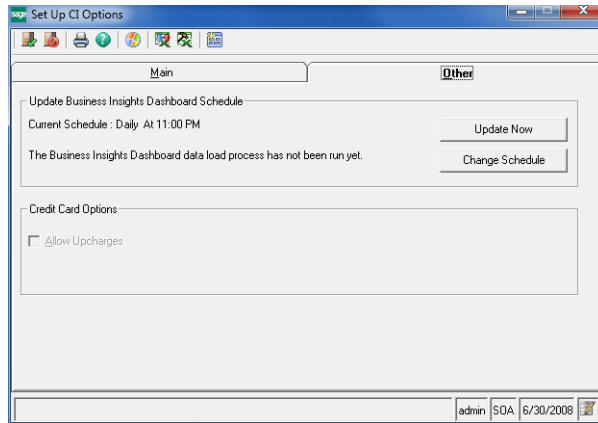 sage Set Up CI Options
Main
Other
Update Business Insights Dashboard Schedule
Current Schedule : Daily At 11:00 PM
Update Now
The Business Insights Dashboard data load process has not been run yet.
Change Schedule
Credit Card Options
Allow Upcharges
admin SOA 6/30/2008